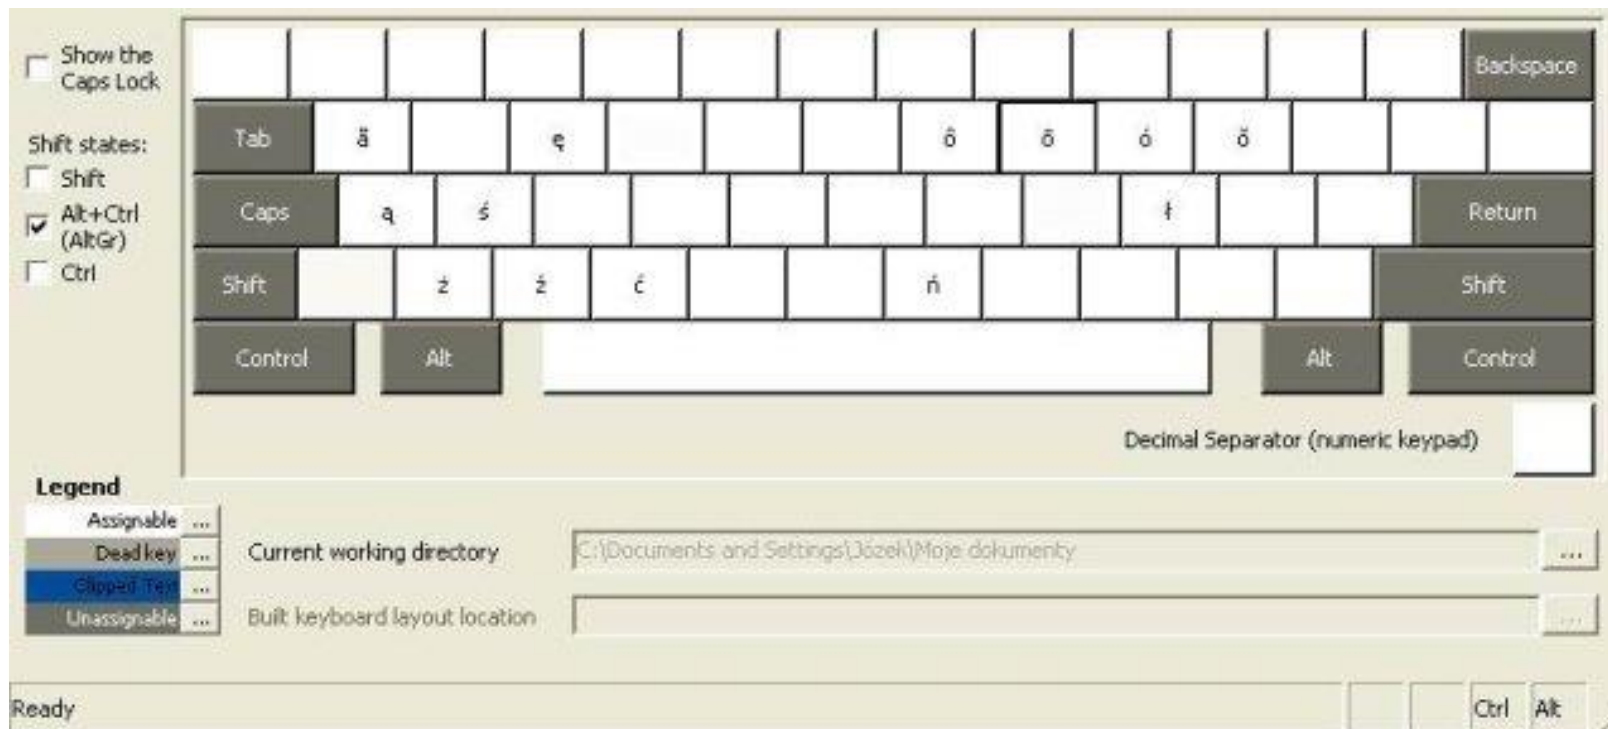 Show the
Caps Lock
Backspace
Shift states:
Shift
Alt+Ctrl
(AltGr)
Ctrl
Tab ã ę ô õ ó ŏ
Caps ą ś ł Return
Shift ż ź ć ń Shift
Control Alt Alt Control
Decimal Separator (numeric keypad)
Legend
Assignable ...
Dead key ...
Clipped Text ...
Unassignable ...
Current working directory C:\Documents and Settings\Józek\Moje dokumenty ...
Built keyboard layout location ...
Ready Ctrl Alt